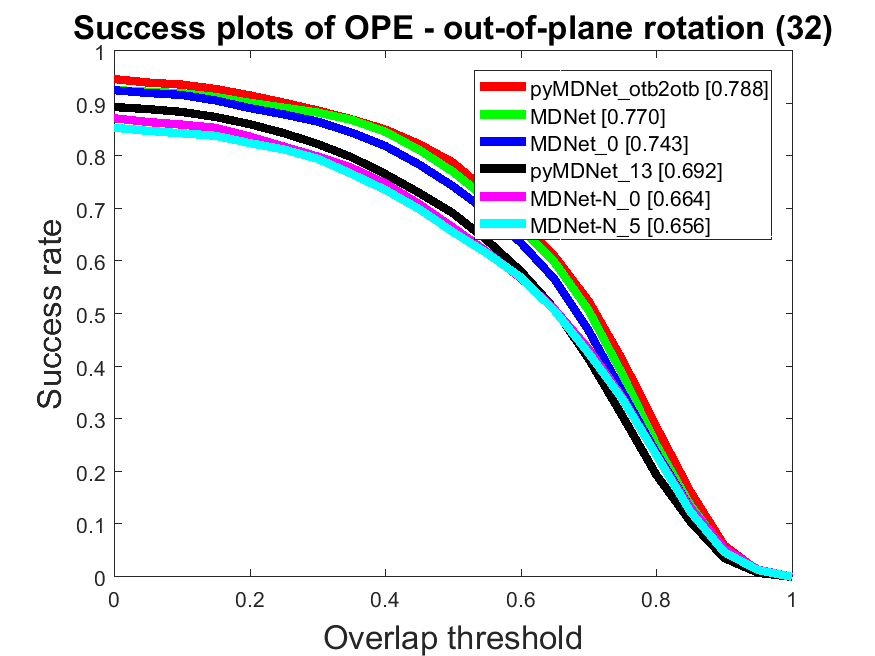 Success plots of OPE - out-of-plane rotation (32)
1
0.9
0.8
0.7
0.6
0.5
0.4
0.3
0.2
0.1
0
Success rate
pyMDNet_otb2otb [0.788]
MDNet [0.770]
MDNet_0 [0.743]
pyMDNet_13 [0.692]
MDNet-N_0 [0.664]
MDNet-N_5 [0.656]
0 0.2 0.4 0.6 0.8 1
Overlap threshold